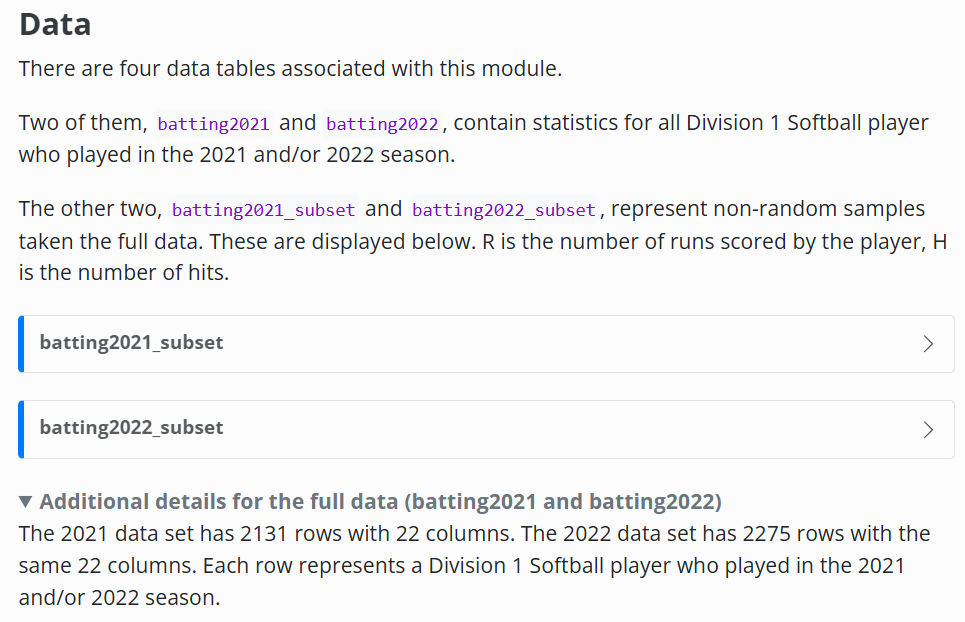 Data
There are four data tables associated with this module.
Two of them, batting2021 and batting2022, contain statistics for all Division 1 Softball player
who played in the 2021 and/or 2022 season.
The other two, batting2021_subset and batting2022_subset, represent non-random samples
taken the full data. These are displayed below. R is the number of runs scored by the player, H
is the number of hits.
batting2021_subset
batting2022_subset
Additional details for the full data (batting2021 and batting2022)
The 2021 data set has 2131 rows with 22 columns. The 2022 data set has 2275 rows with the
same 22 columns. Each row represents a Division 1 Softball player who played in the 2021
and/or 2022 season.